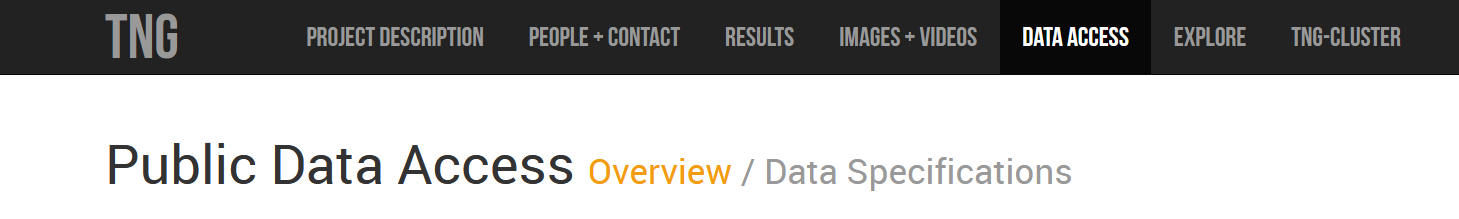 TNG PROJECT DESCRIPTION PEOPLE + CONTACT RESULTS IMAGES + VIDEOS DATA ACCESS EXPLORE TNG-CLUSTER
Public Data Access Overview / Data Specifications